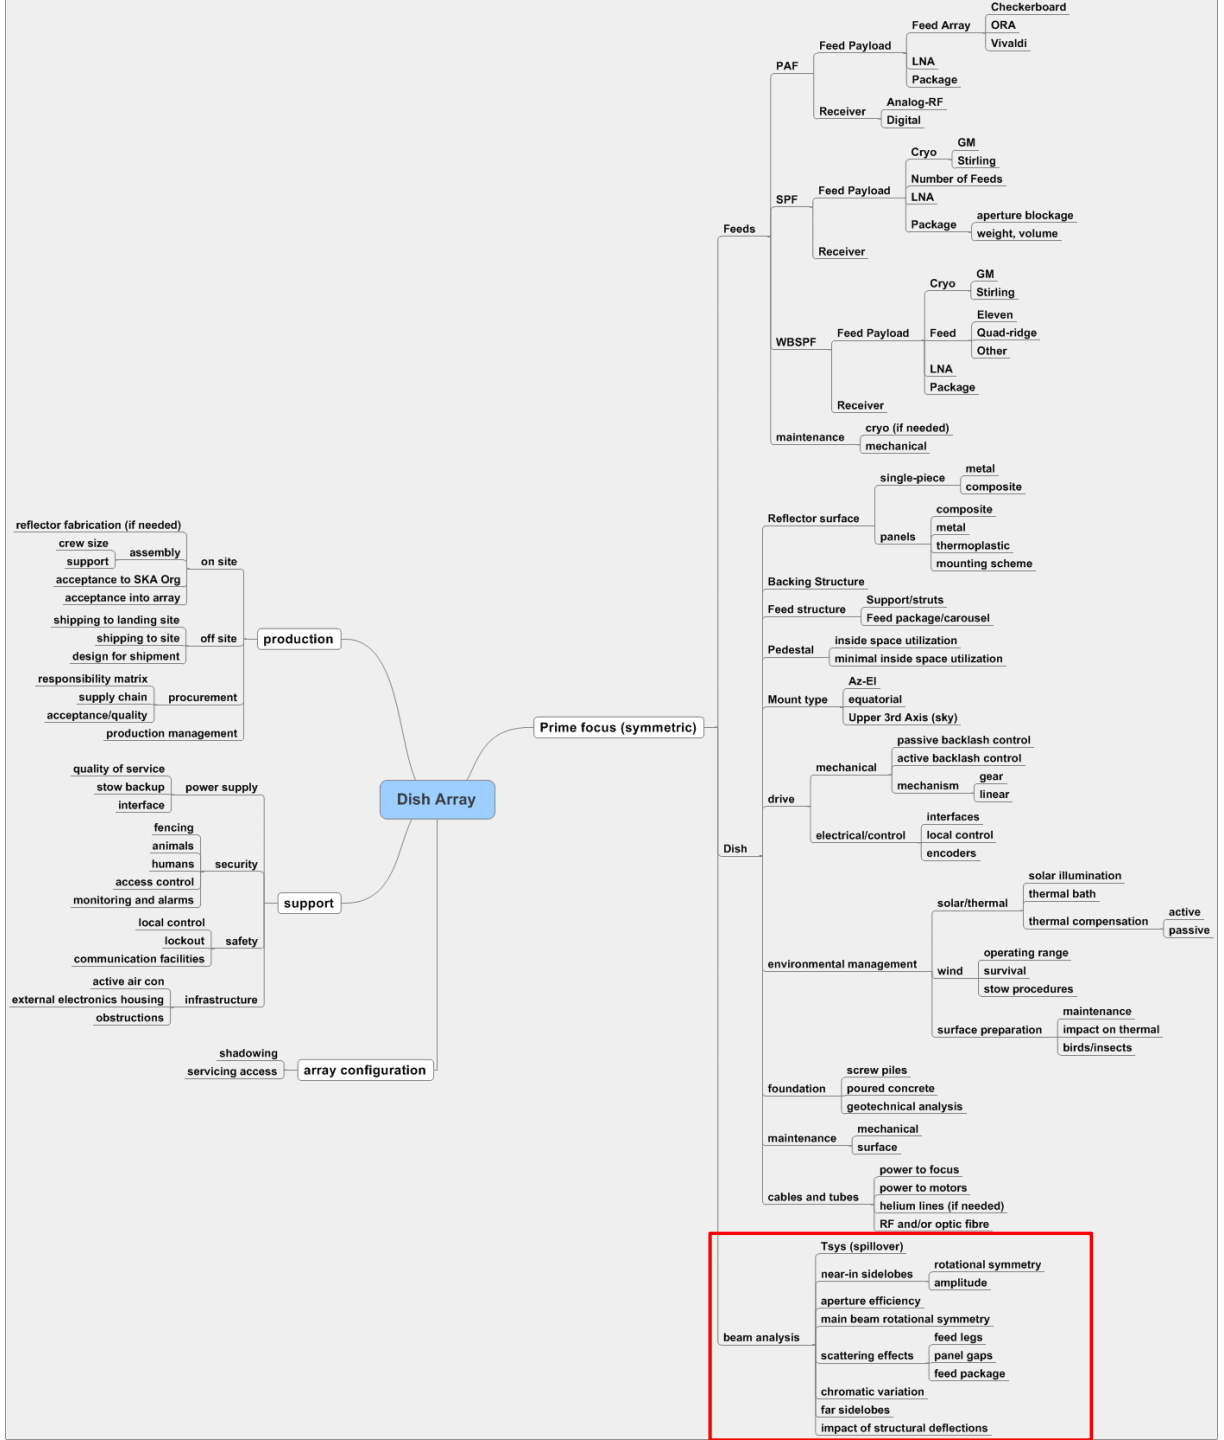 Checkerboard
Feed Array
ORA
Vivaldi
Feed Payload
PAF
LNA
Package
Analog-RF
Receiver
Digital
GM
Cryo
Stirling
Number of Feeds
Feed Payload
SPF
LNA
aperture blockage
Package
weight, volume
Feeds
Receiver
GM
Cryo
Stirling
Eleven
Feed Payload
Feed
Quad-ridge
WBSPF
Other
LNA
Package
Receiver
cryo (if needed)
maintenance
mechanical
metal
single-piece
composite
Reflector surface
composite
metal
panels
thermoplastic
mounting scheme
Backing Structure
Support/struts
Feed structure
Feed package/carousel
inside space utilization
Pedestal
minimal inside space utilization
Az-El
Mount type
equatorial
Upper 3rd Axis (sky)
passive backlash control
mechanical
active backlash control
gear
mechanism
linear
drive
interfaces
electrical/control
local control
encoders
Dish
solar illumination
solar/thermal
thermal bath
active
thermal compensation
passive
environmental management
operating range
wind
survival
stow procedures
maintenance
surface preparation
impact on thermal
birds/insects
screw piles
foundation
poured concrete
geotechnical analysis
mechanical
maintenance
surface
power to focus
power to motors
cables and tubes
helium lines (if needed)
RF and/or optic fibre
Tsys (spillover)
rotational symmetry
near-in sidelobes
amplitude
aperture efficiency
main beam rotational symmetry
beam analysis
feed legs
scattering effects
panel gaps
feed package
chromatic variation
far sidelobes
impact of structural deflections
Prime focus (symmetric)
Dish Array
reflector fabrication (if needed)
crew size
assembly
support
on site
acceptance to SKA Org
acceptance into array
shipping to landing site
shipping to site
off site
production
design for shipment
responsibility matrix
supply chain
procurement
acceptance/quality
production management
quality of service
stow backup
power supply
interface
fencing
animals
humans
security
access control
monitoring and alarms
support
local control
lockout
safety
communication facilities
active air con
external electronics housing
infrastructure
obstructions
shadowing
array configuration
servicing access